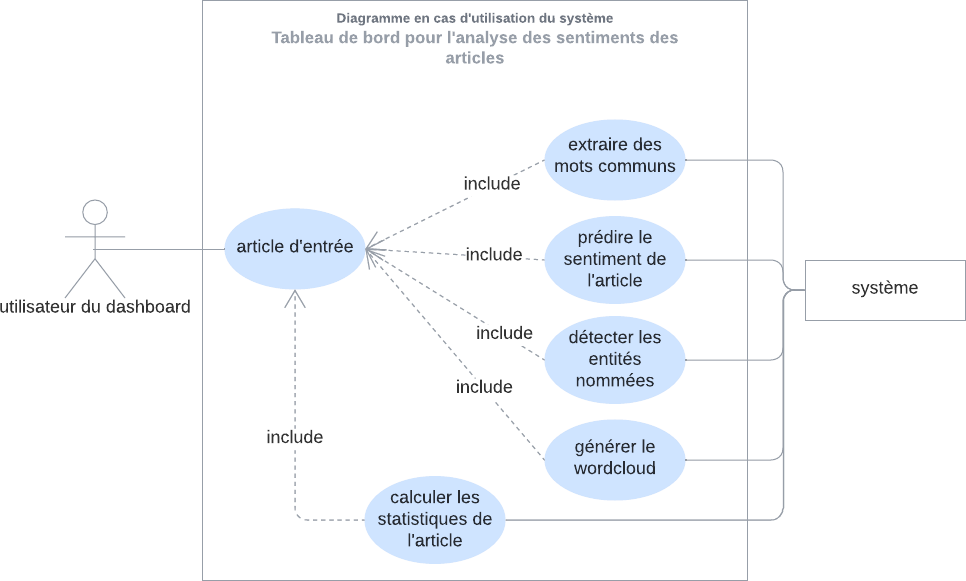 Diagramme en cas d'utilisation du système
Tableau de bord pour l'analyse des sentiments des
articles
extraire des
mots communs
include
prédire le
sentiment de
l'article
include
article d'entrée
utilisateur du dashboard
système
détecter les
entités
nommées
include
include
générer le
wordcloud
include
calculer les
statistiques de
l'article